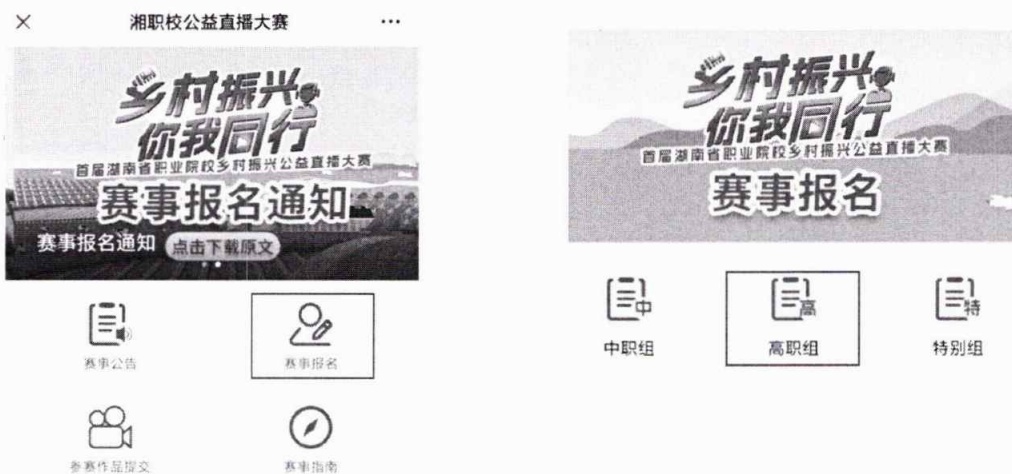 湘职校公益直播大赛
乡村振兴
你我同行
首届湖南省职业院校乡村振兴公益直播大赛
赛事报名通知
赛事报名通知 点击下载原文
赛事公告
赛事报名
参赛作品提交
赛事指南
乡村振兴
你我同行
首届湖南省职业院校乡村振兴公益直播大赛
赛事报名
中
高
特
中职组
高职组
特别组